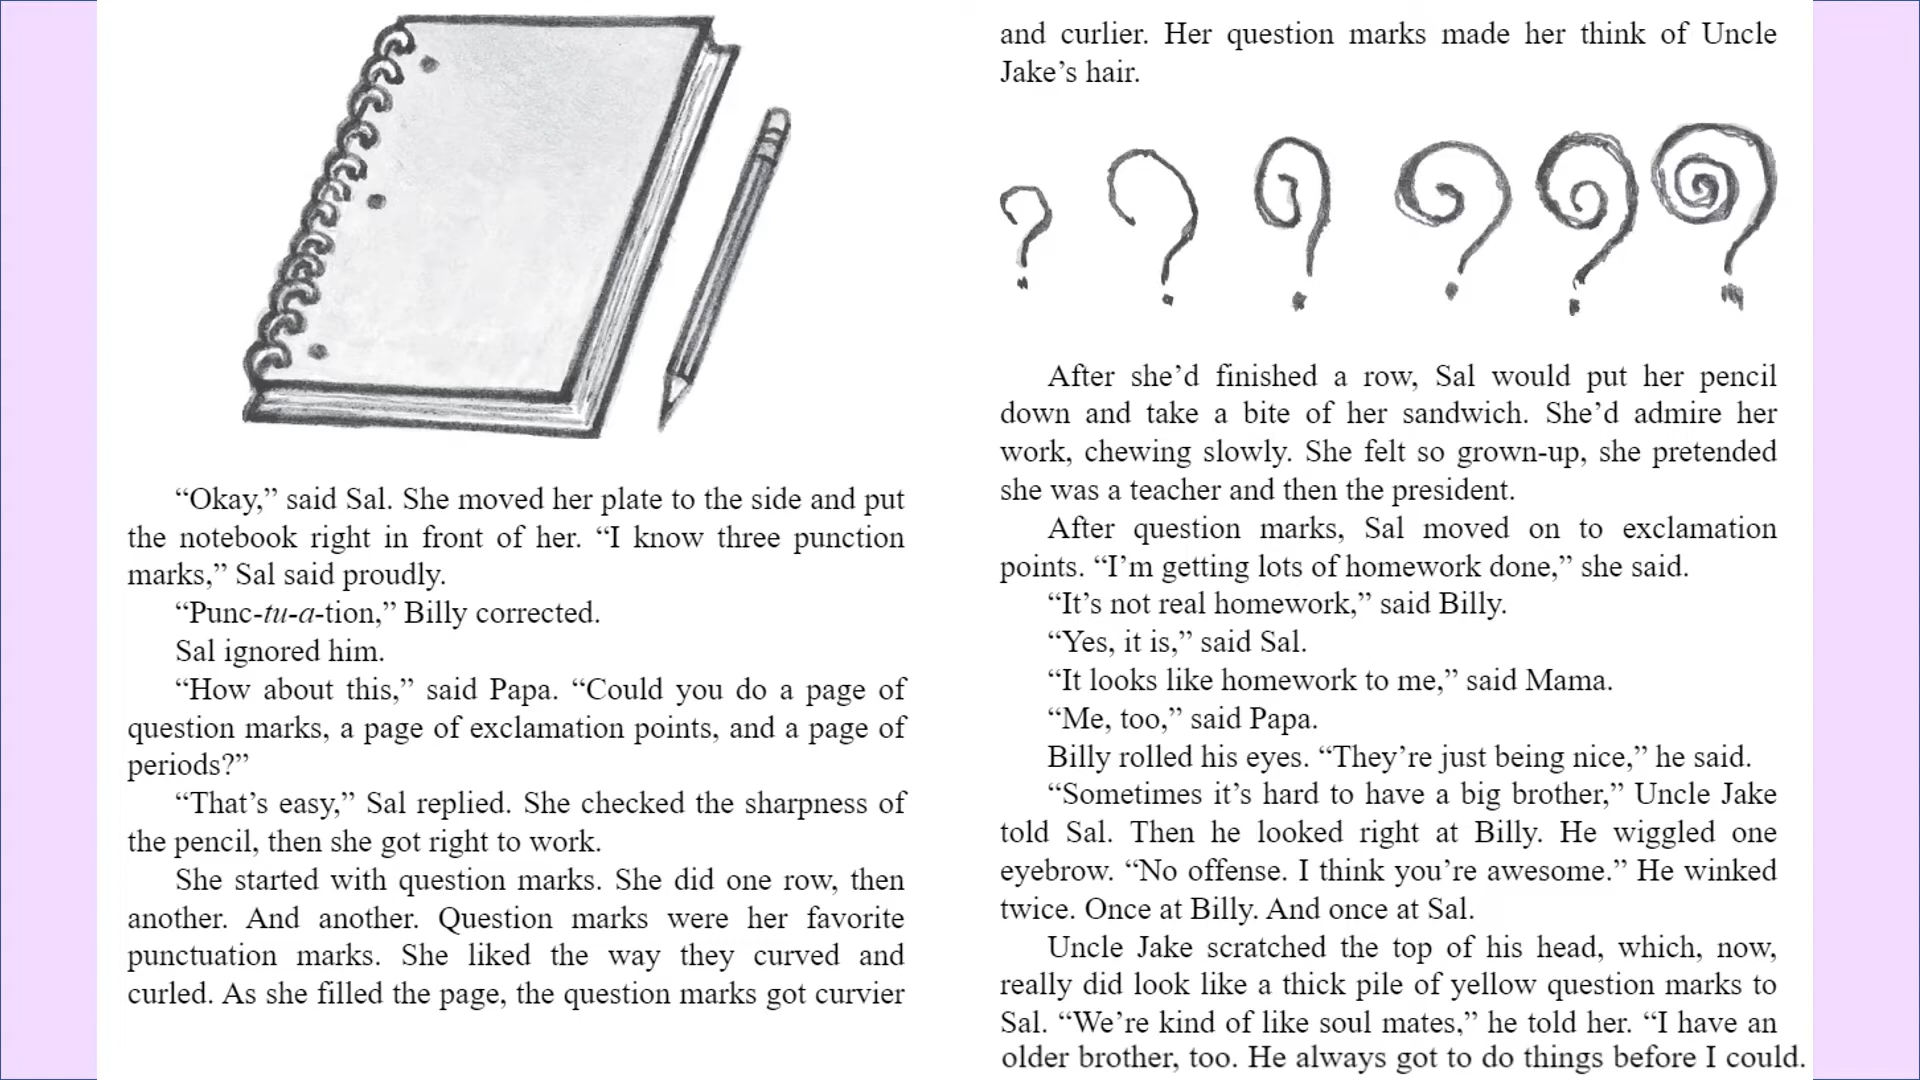 “Okay,” said Sal. She moved her plate to the side and put
the notebook right in front of her. “I know three punction
marks,” Sal said proudly.
“Punc-tu-a-tion,” Billy corrected.
Sal ignored him.
“How about this,” said Papa. “Could you do a page of
question marks, a page of exclamation points, and a page of
periods?”
“That’s easy,” Sal replied. She checked the sharpness of
the pencil, then she got right to work.
She started with question marks. She did one row, then
another. And another. Question marks were her favorite
punctuation marks. She liked the way they curved and
curled. As she filled the page, the question marks got curvier
and curlier. Her question marks made her think of Uncle
Jake’s hair.
? ? ? ? ? ?
After she’d finished a row, Sal would put her pencil
down and take a bite of her sandwich. She’d admire her
work, chewing slowly. She felt so grown-up, she pretended
she was a teacher and then the president.
After question marks, Sal moved on to exclamation
points. “I’m getting lots of homework done,” she said.
“It’s not real homework,” said Billy.
“Yes, it is,” said Sal.
“It looks like homework to me,” said Mama.
“Me, too,” said Papa.
Billy rolled his eyes. “They’re just being nice,” he said.
“Sometimes it’s hard to have a big brother,” Uncle Jake
told Sal. Then he looked right at Billy. He wiggled one
eyebrow. “No offense. I think you’re awesome.” He winked
twice. Once at Billy. And once at Sal.
Uncle Jake scratched the top of his head, which, now,
really did look like a thick pile of yellow question marks to
Sal. “We’re kind of like soul mates,” he told her. “I have an
older brother, too. He always got to do things before I could.